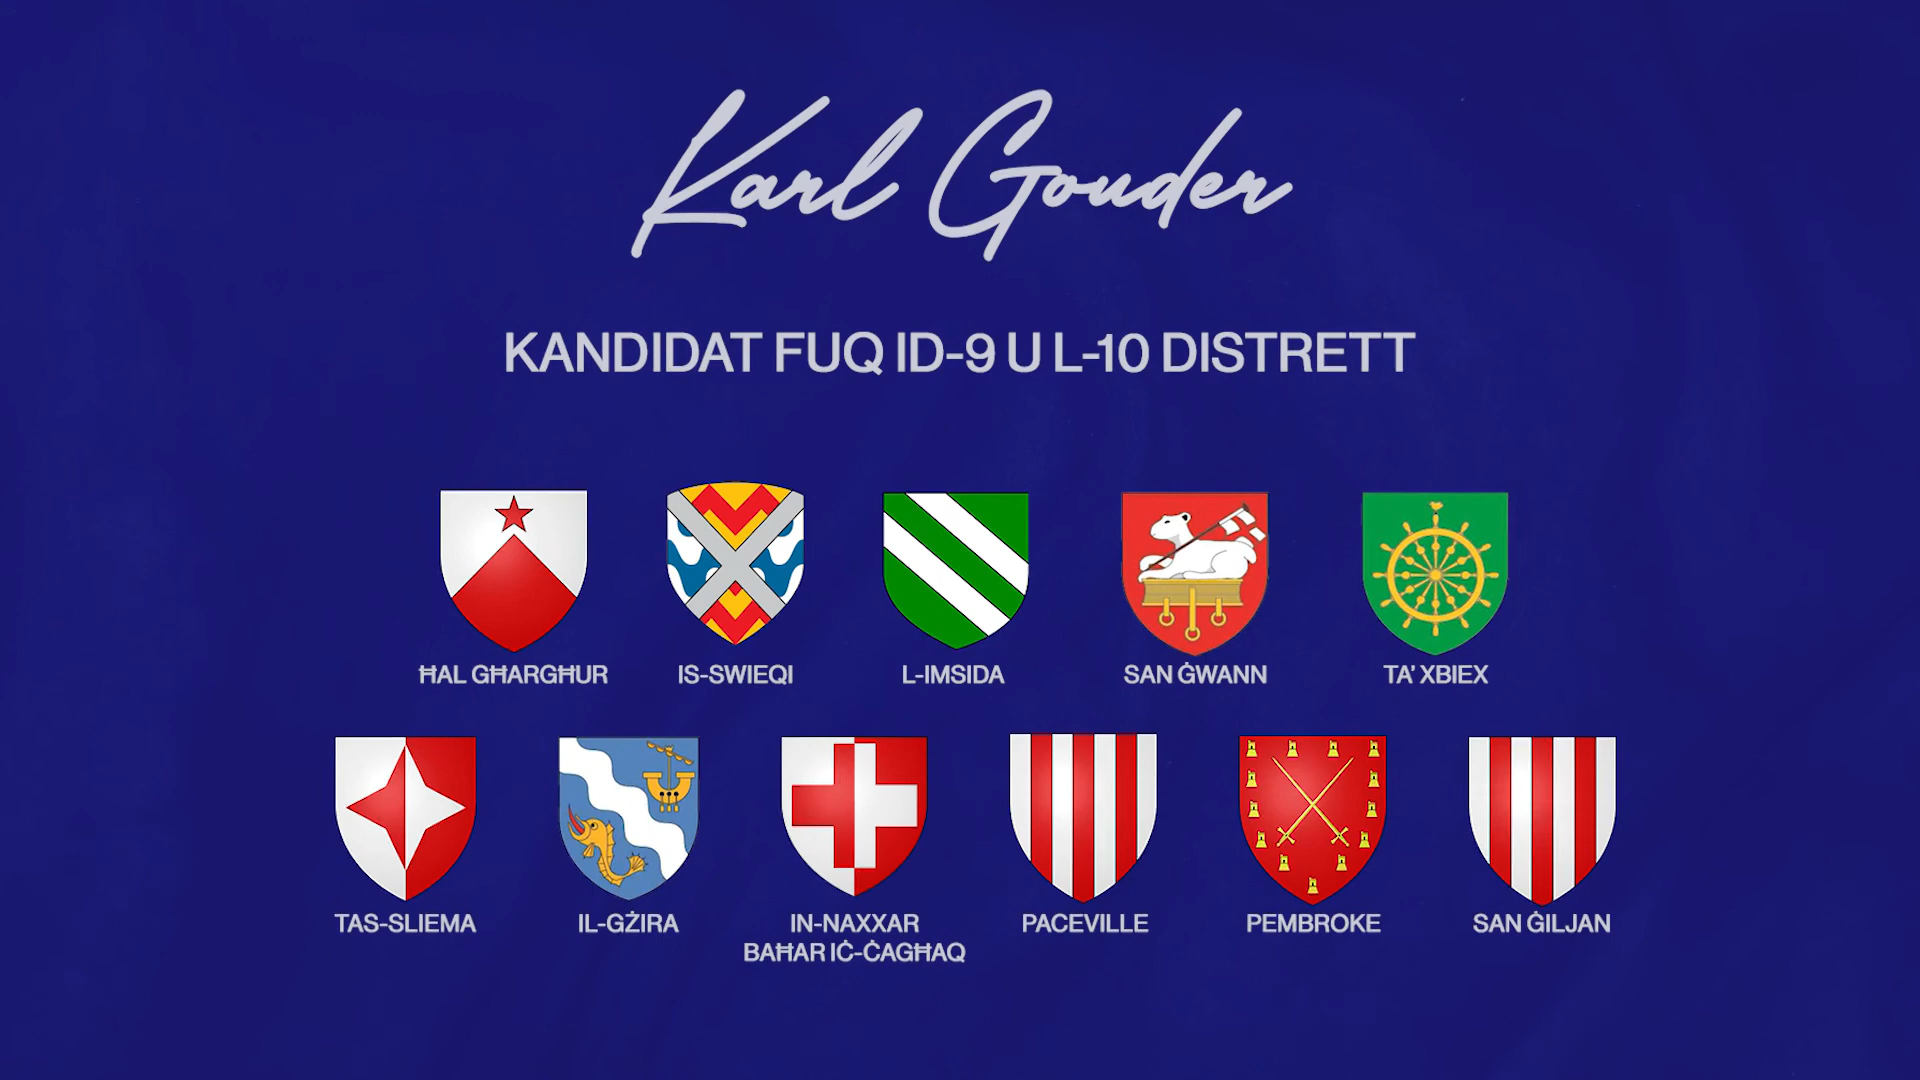 Karl Gouder
KANDIDAT FUQ ID-9 U L-10 DISTRETT
ĦAL GĦARGĦUR
IS-SWIEQI
L-IMSIDA
SAN ĠWANN
TA' XBIEX
TAS-SLIEMA
IL-GŻIRA
IN-NAXXAR
BAĦAR IĊ-ĊAGĦAQ
PACEVILLE
PEMBROKE
SAN ĠILJAN